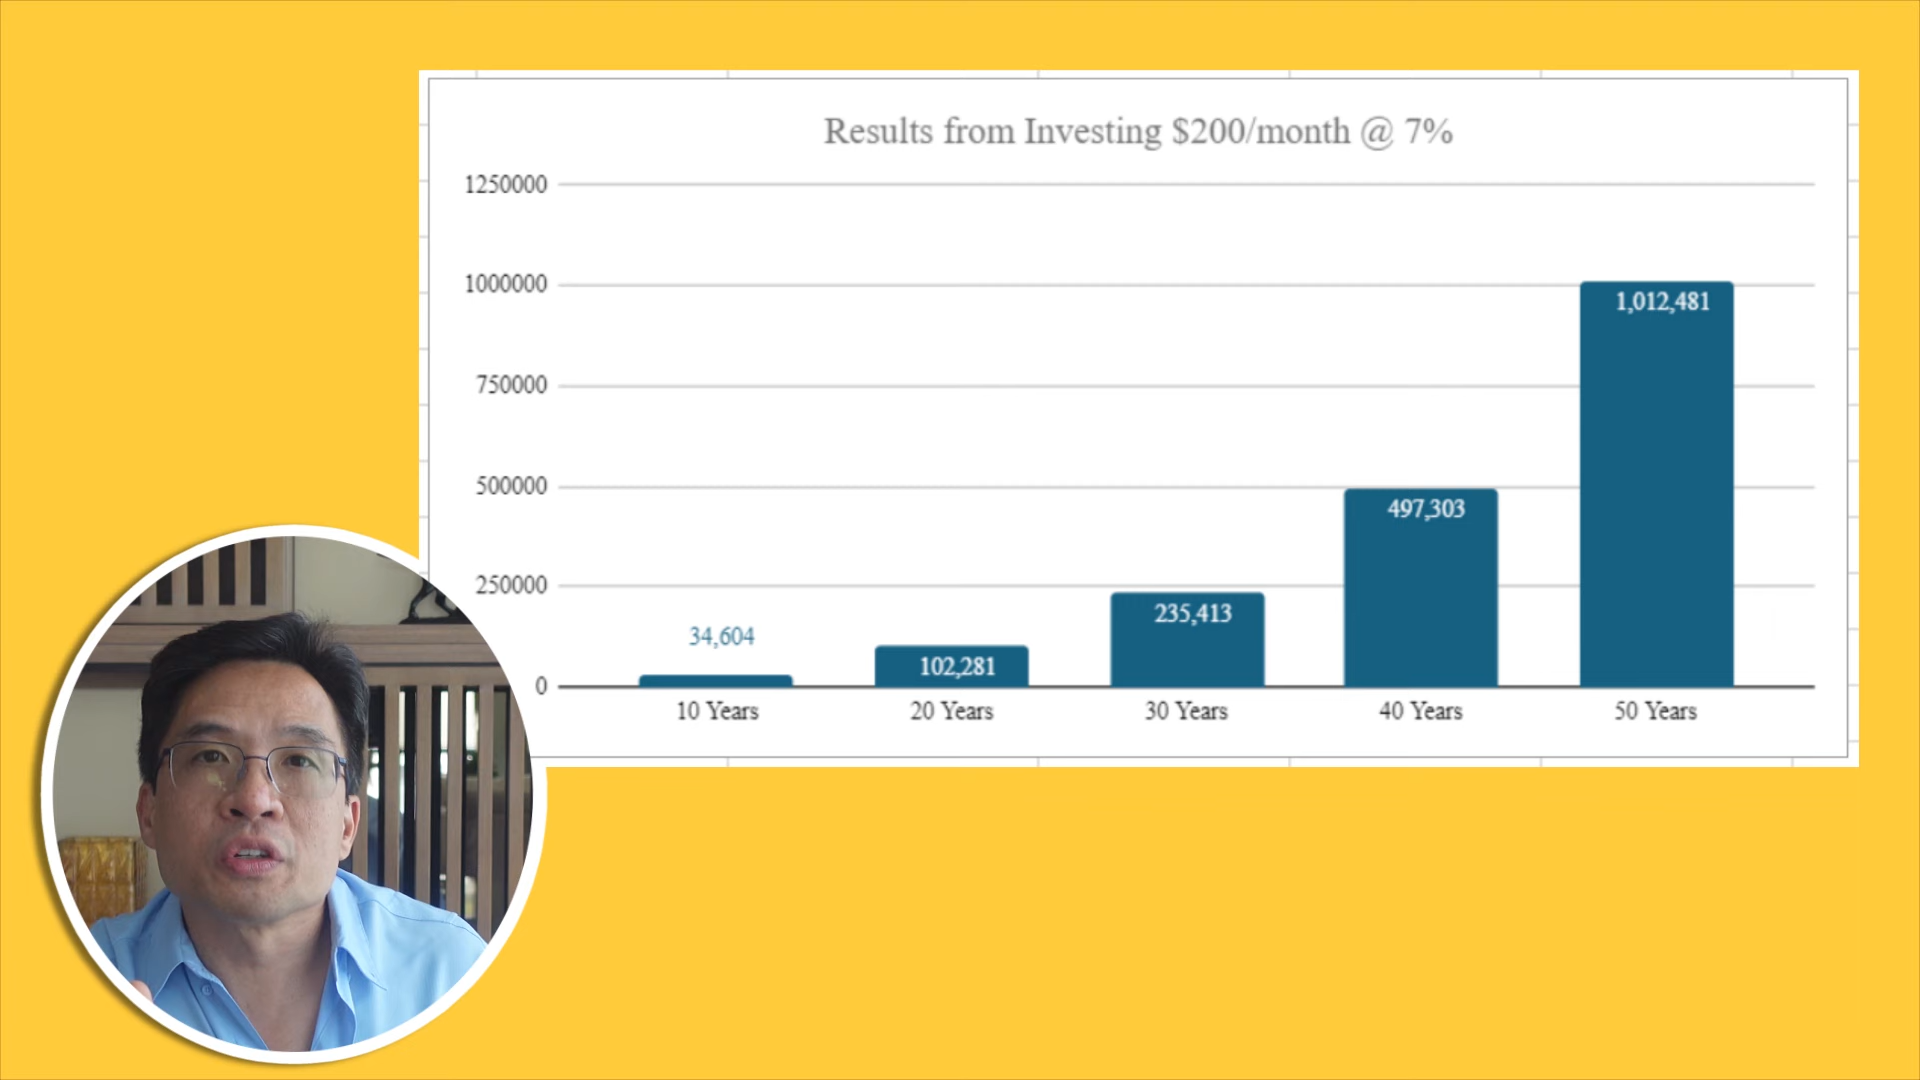 Results from Investing $200/month @ 7%
1250000
1000000
750000
500000
250000
0
34,604
102,281
235,413
497,303
1,012,481
10 Years
20 Years
30 Years
40 Years
50 Years